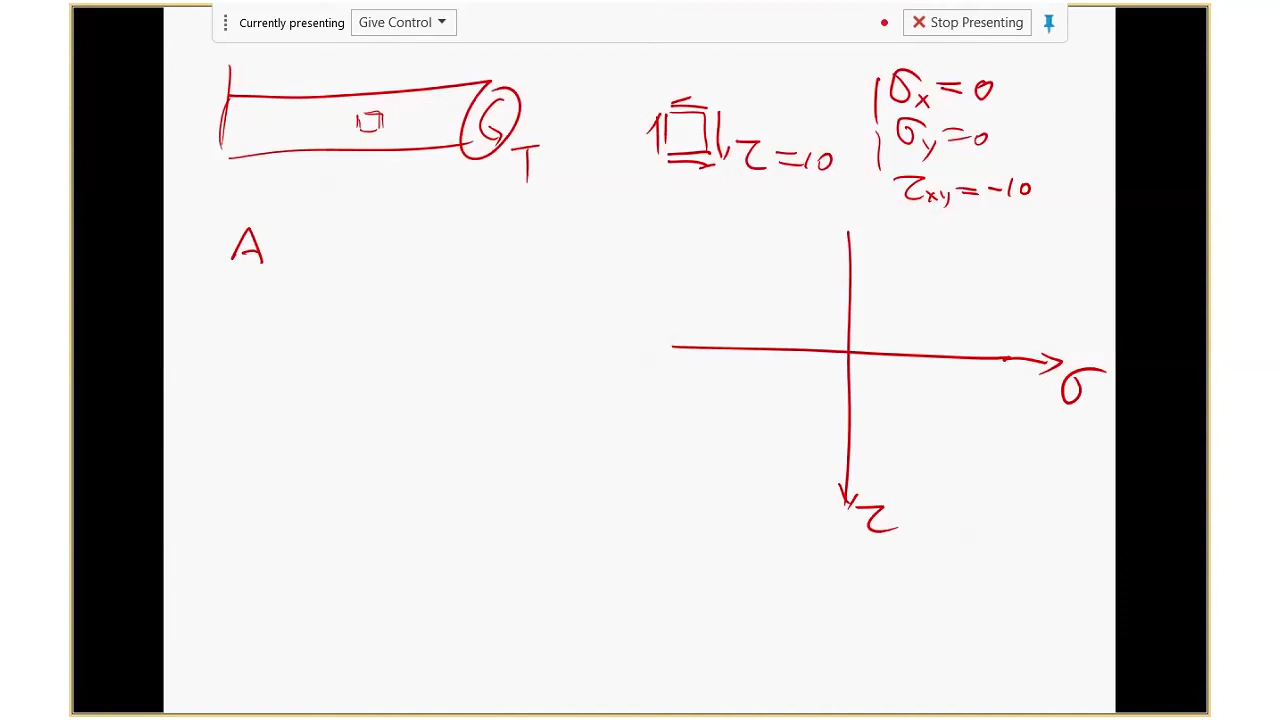 Currently presenting Give Control Stop Presenting
T
τ = 10
σx = 0
σy = 0
τxy = -10
A
σ
τ